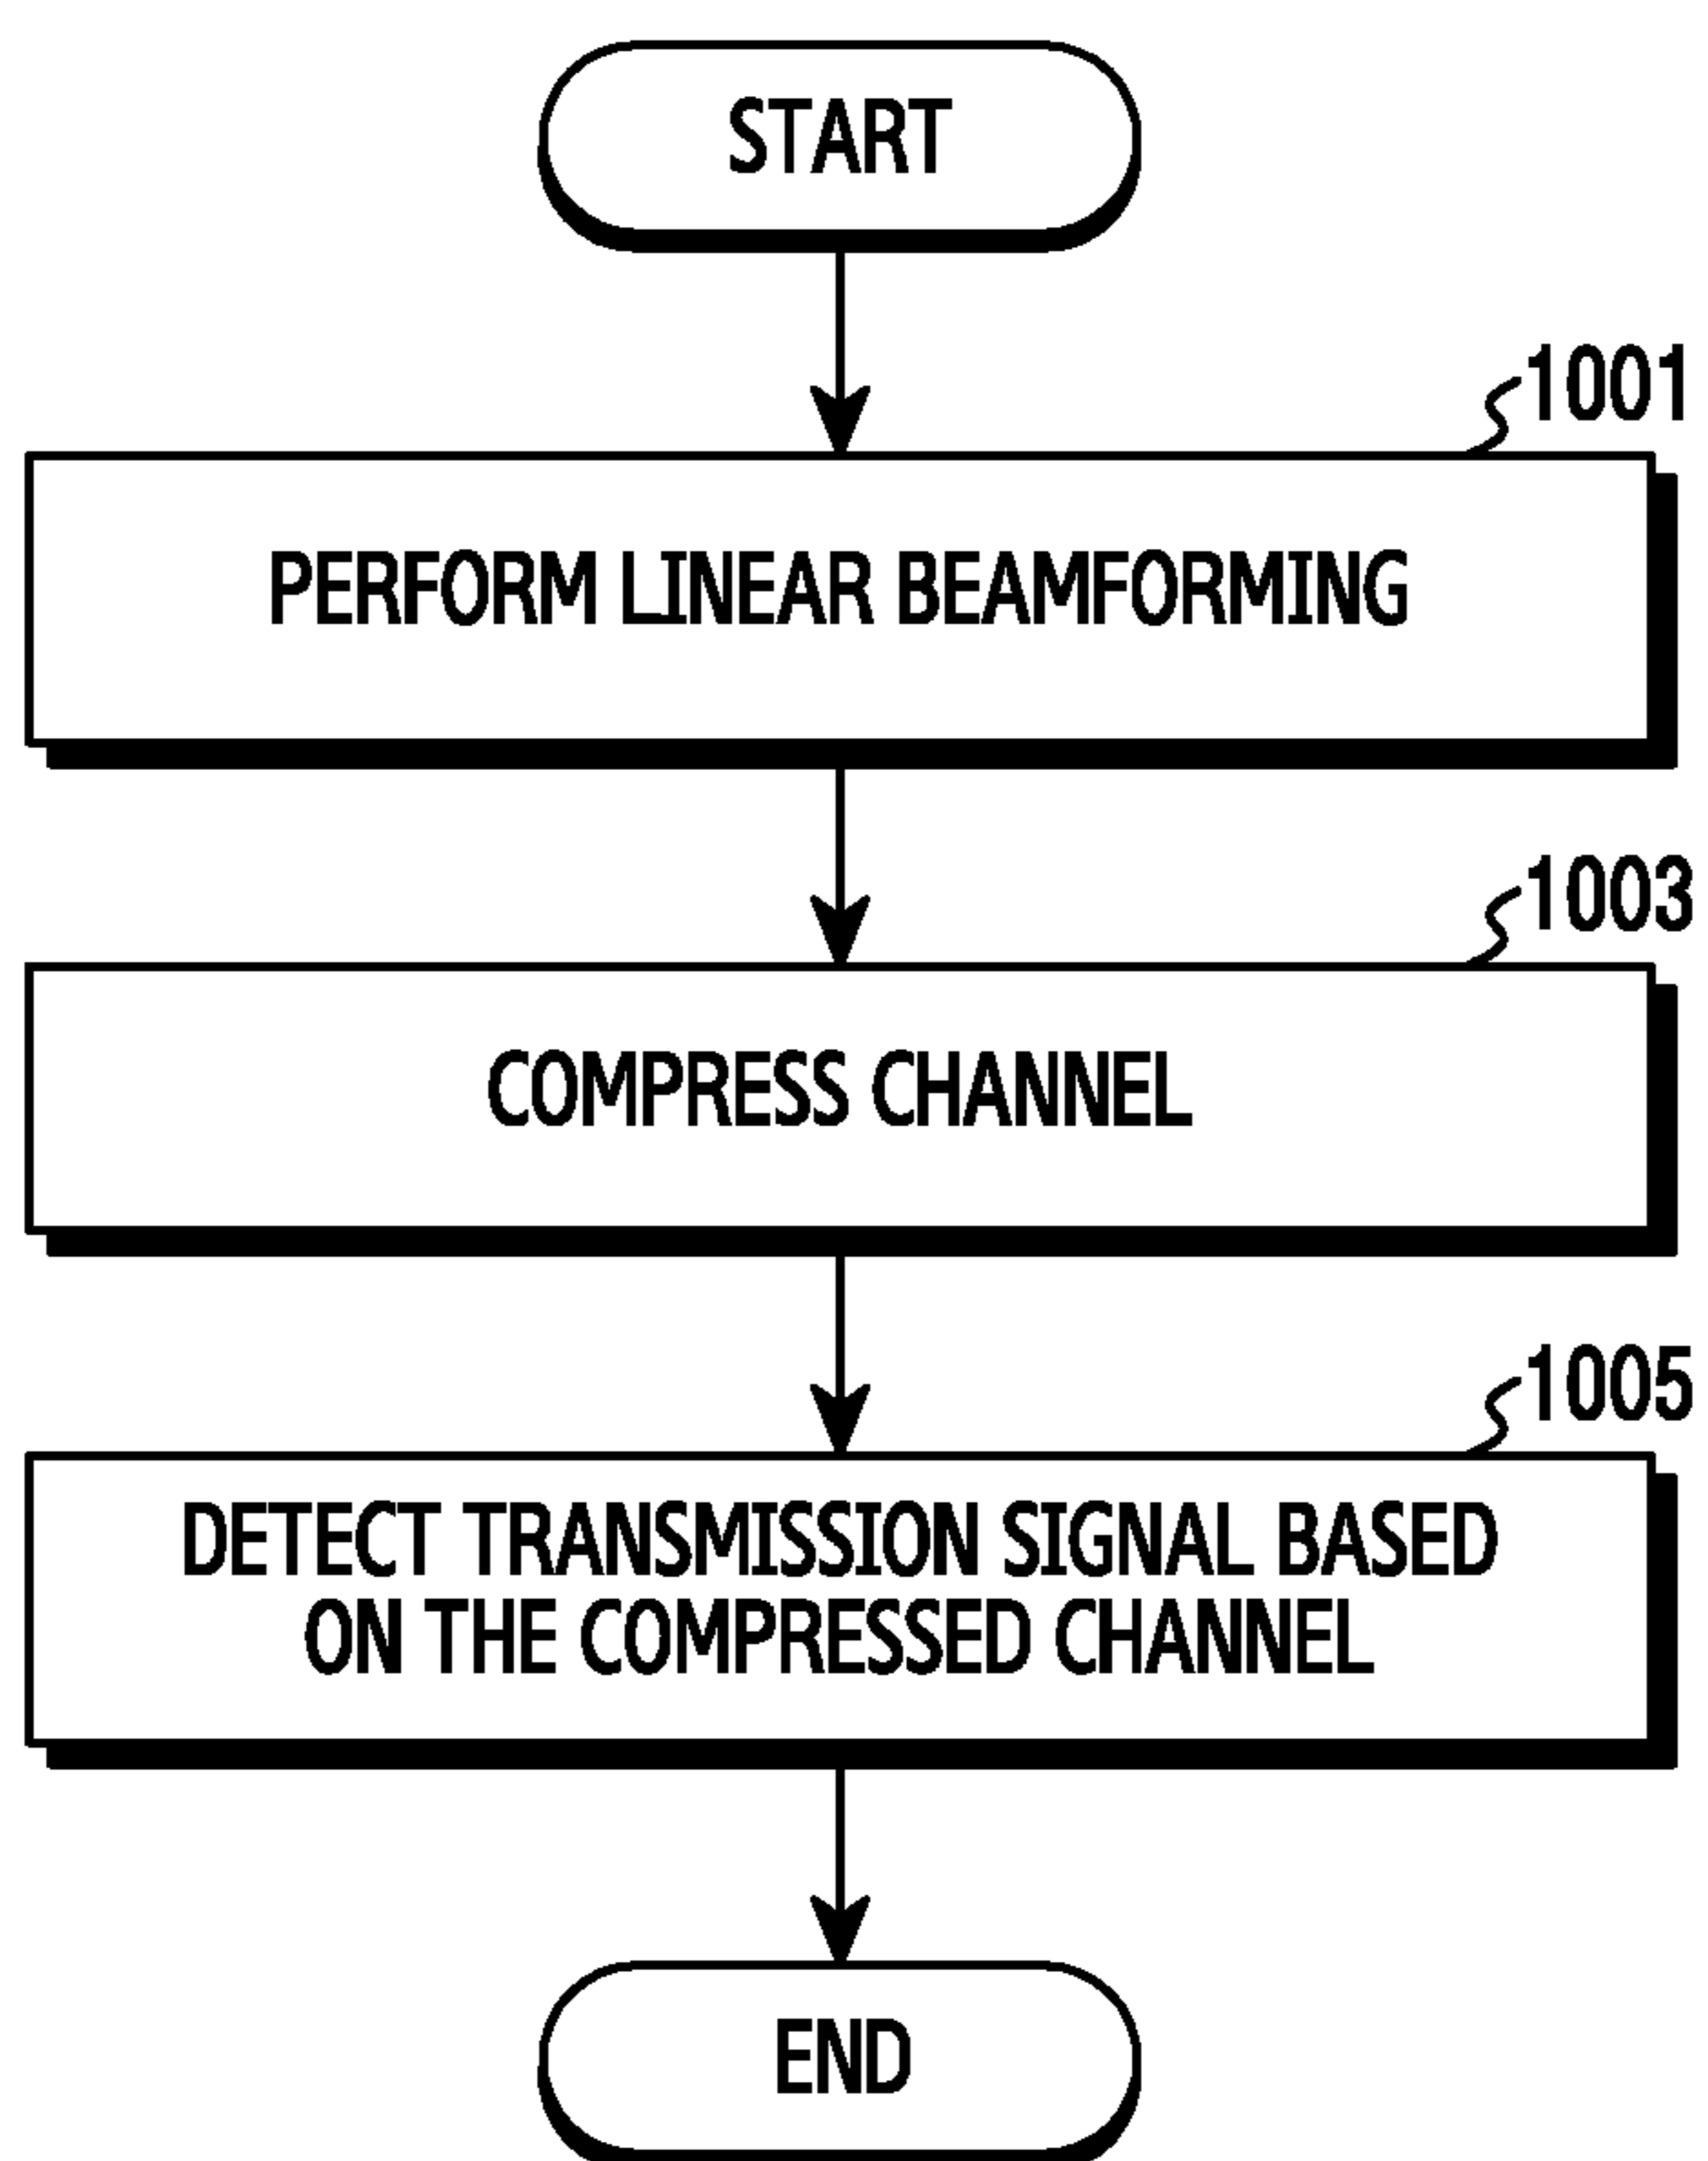 START
1001
PERFORM LINEAR BEAMFORMING
1003
COMPRESS CHANNEL
1005
DETECT TRANSMISSION SIGNAL BASED
ON THE COMPRESSED CHANNEL
END